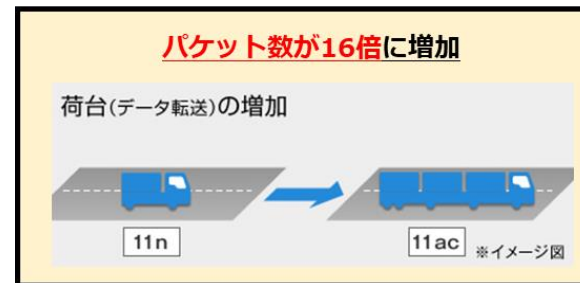 パケット数が16倍に増加
荷台(データ転送)の増加
11n
11ac
※イメージ図